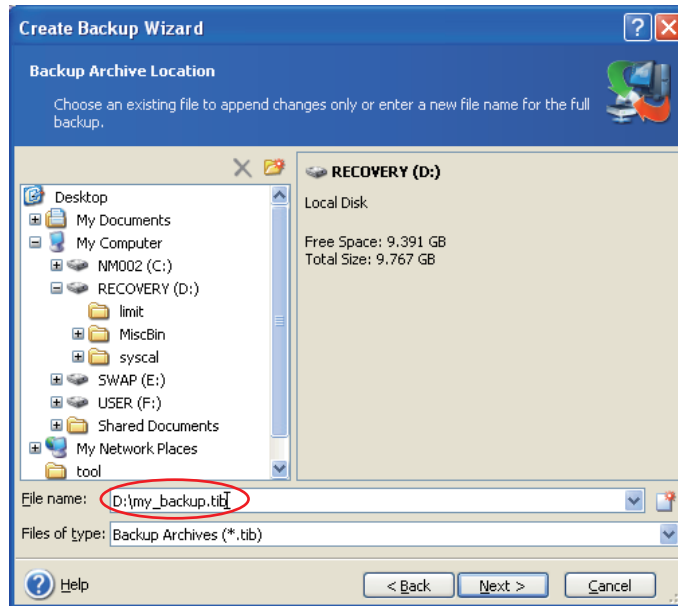 Create Backup Wizard
Backup Archive Location
Choose an existing file to append changes only or enter a new file name for the full
backup.
RECOVERY (D:)
Local Disk
Free Space: 9.391 GB
Total Size: 9.767 GB
Desktop
My Documents
My Computer
NM002 (C:)
RECOVERY (D:)
limit
MiscBin
syscal
SWAP (E:)
USER (F:)
Shared Documents
My Network Places
tool
File name: D:\my_backup.tib
Files of type: Backup Archives (*.tib)
Help
< Back
Next >
Cancel